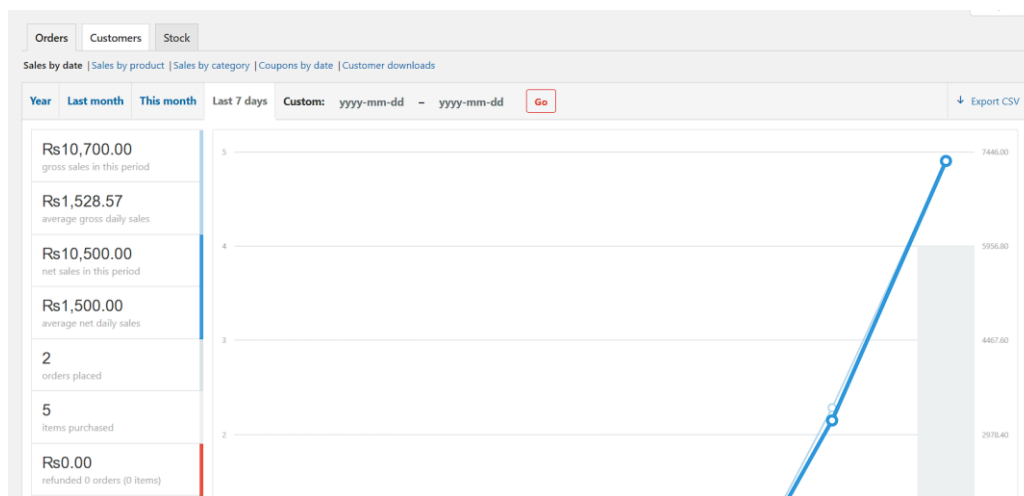 Orders Customers Stock
Sales by date | Sales by product | Sales by category | Coupons by date | Customer downloads
Year Last month This month Last 7 days Custom: yyyy-mm-dd – yyyy-mm-dd Go Export CSV
Rs10,700.00
gross sales in this period
Rs1,528.57
average gross daily sales
Rs10,500.00
net sales in this period
Rs1,500.00
average net daily sales
2
orders placed
5
items purchased
Rs0.00
refunded 0 orders (0 items)
5 7446.00
4 5956.80
3 4467.60
2 2978.40